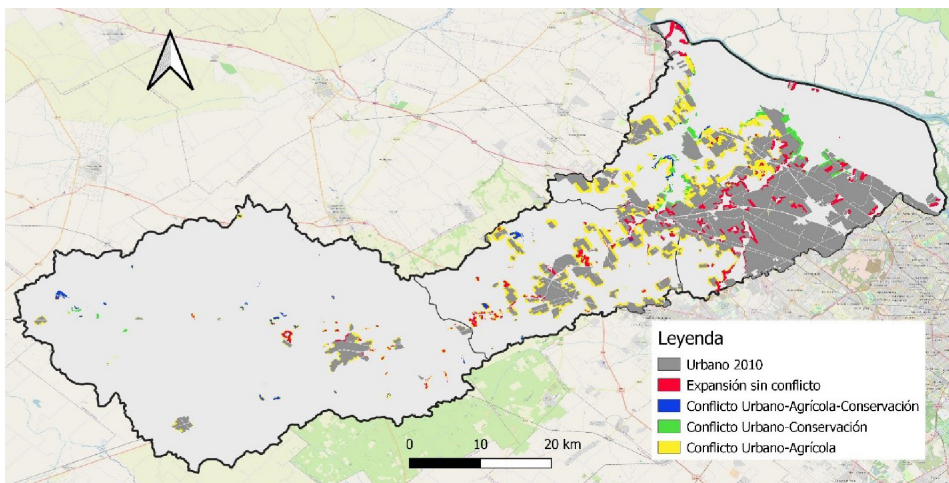 Leyenda
Urbano 2010
Expansión sin conflicto
Conflicto Urbano-Agrícola-Conservación
Conflicto Urbano-Conservación
Conflicto Urbano-Agrícola
0 10 20 km